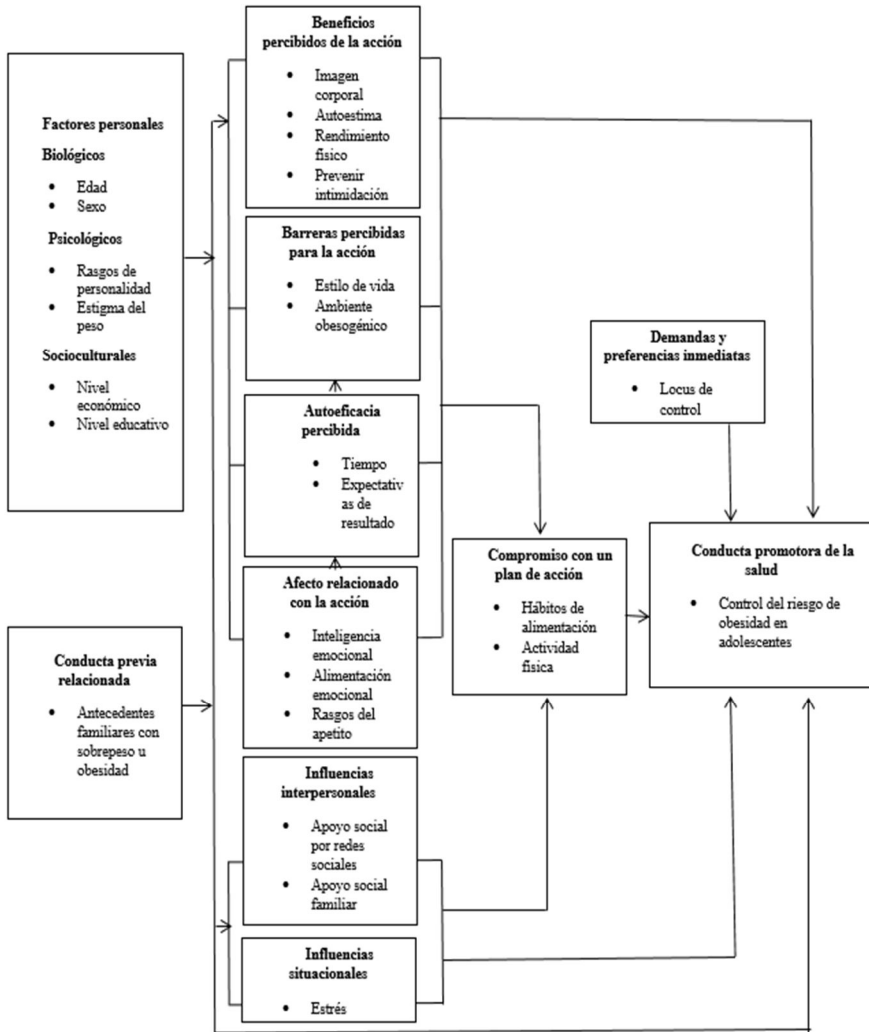 Factores personales
Biológicos
• Edad
• Sexo
Psicológicos
• Rasgos de
personalidad
• Estigma del
peso
Socioculturales
• Nivel
económico
• Nivel educativo
Conducta previa
relacionada
• Antecedentes
familiares con
sobrepeso u
obesidad
Beneficios
percibidos de la acción
• Imagen
corporal
• Autoestima
• Rendimiento
físico
• Prevenir
intimidación
Barreras percibidas
para la acción
• Estilo de vida
• Ambiente
obesogénico
Autoeficacia
percibida
• Tiempo
• Expectativ
as de
resultado
Afecto relacionado
con la acción
• Inteligencia
emocional
• Alimentación
emocional
• Rasgos del
apetito
Influencias
interpersonales
• Apoyo social
por redes
sociales
• Apoyo social
familiar
Influencias
situacionales
• Estrés
Compromiso con un
plan de acción
• Hábitos de
alimentación
• Actividad
física
Demandas y
preferencias inmediatas
• Locus de
control
Conducta promotora de la
salud
• Control del riesgo de
obesidad en
adolescentes